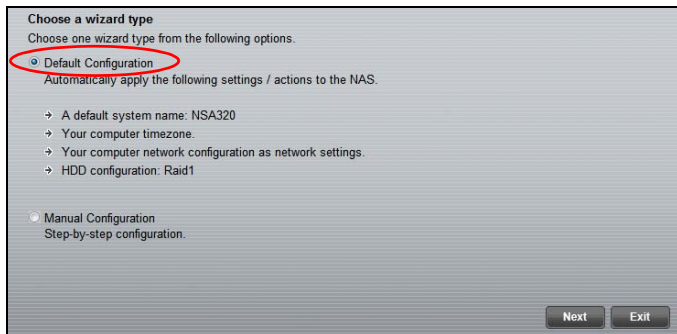 Choose a wizard type
Choose one wizard type from the following options.
Default Configuration
Automatically apply the following settings / actions to the NAS.
A default system name: NSA320
Your computer timezone.
Your computer network configuration as network settings.
HDD configuration: Raid1
Manual Configuration
Step-by-step configuration.
Next Exit